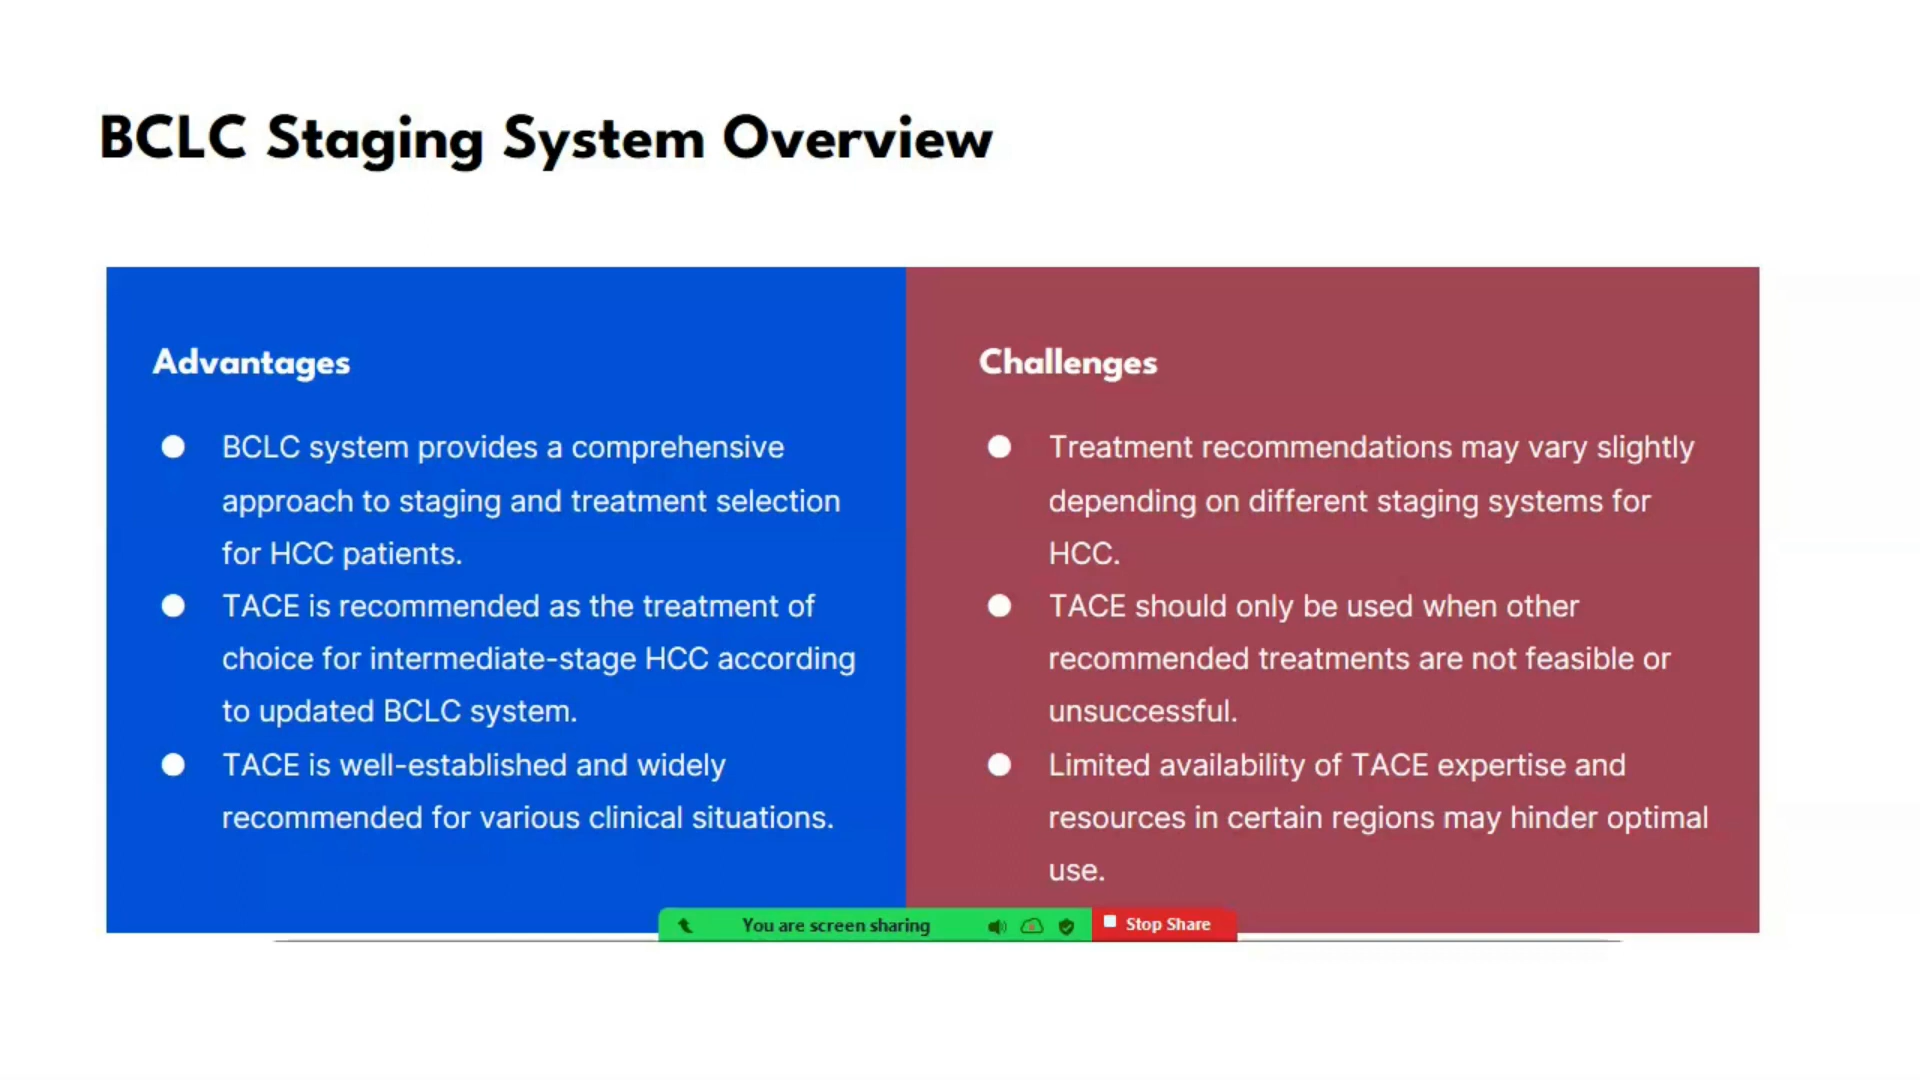 BCLC Staging System Overview
Advantages
● BCLC system provides a comprehensive
approach to staging and treatment selection
for HCC patients.
● TACE is recommended as the treatment of
choice for intermediate-stage HCC according
to updated BCLC system.
● TACE is well-established and widely
recommended for various clinical situations.
Challenges
● Treatment recommendations may vary slightly
depending on different staging systems for
HCC.
● TACE should only be used when other
recommended treatments are not feasible or
unsuccessful.
● Limited availability of TACE expertise and
resources in certain regions may hinder optimal
use.
You are screen sharing
Stop Share